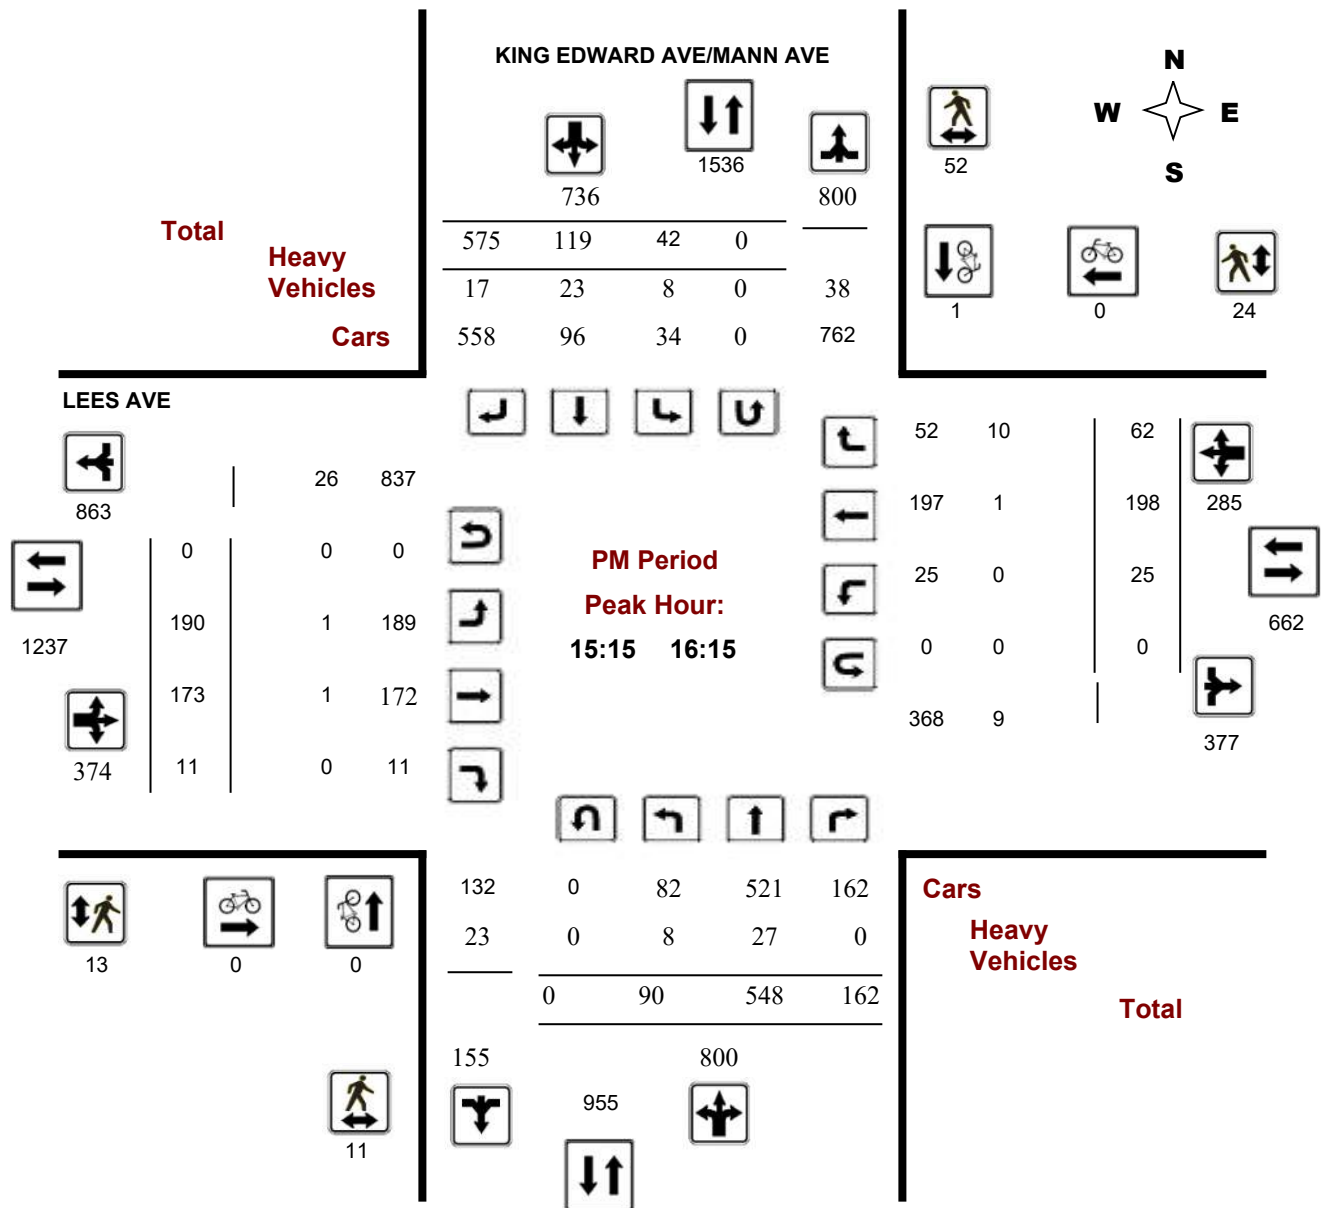 KING EDWARD AVE/MANN AVE
N
W E
S
1536
52
736 800
Total 575 119 42 0
Heavy
Vehicles 17 23 8 0 38
Cars 558 96 34 0 762
1 0 24
LEES AVE
52 10 62
26 837
863
197 1 198 285
0 0 0
PM Period
25 0 25
Peak Hour:
190 1 189
662
1237
15:15 16:15
0 0 0
173 1 172
368 9
377
374 11 0 11
132 0 82 521 162 Cars
23 0 8 27 0 Heavy
Vehicles
13 0 0
0 90 548 162
Total
155 800
955
11